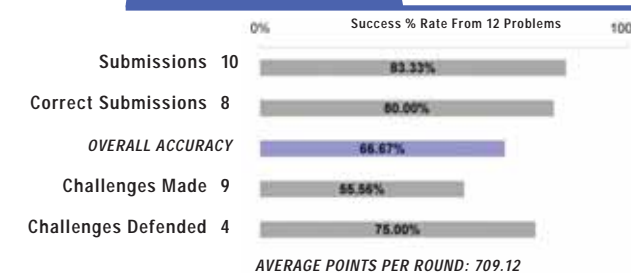 0% Success % Rate From 12 Problems 100
Submissions 10 83.33%
Correct Submissions 8 80.00%
OVERALL ACCURACY 66.67%
Challenges Made 9 55.56%
Challenges Defended 4 75.00%
AVERAGE POINTS PER ROUND: 709.12